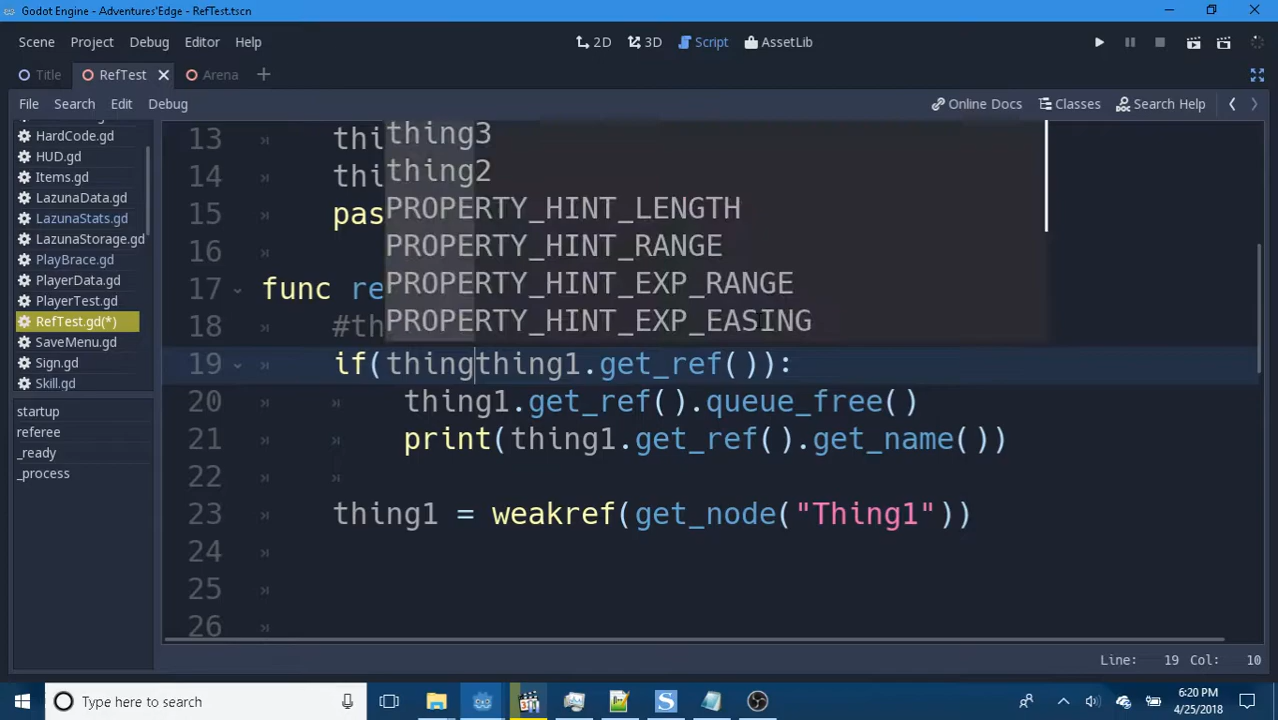 Godot Engine - Adventures'Edge - RefTest.tscn
Scene Project Debug Editor Help
2D 3D Script AssetLib
Title RefTest Arena
File Search Edit Debug
Online Docs Classes Search Help
HardCode.gd
HUD.gd
Items.gd
LazunaData.gd
LazunaStats.gd
LazunaStorage.gd
PlayBrace.gd
PlayerData.gd
PlayerTest.gd
RefTest.gd(*)
SaveMenu.gd
Sign.gd
Skill.gd
Slot.gd
startup
referee
_ready
_process
thing3
thing2
PROPERTY_HINT_LENGTH
PROPERTY_HINT_RANGE
PROPERTY_HINT_EXP_RANGE
PROPERTY_HINT_EXP_EASING
13 thi
14 thi
15 pas
16
17 func re
18 #th
19 if(thingthing1.get_ref()):
20 thing1.get_ref().queue_free()
21 print(thing1.get_ref().get_name())
22
23 thing1 = weakref(get_node("Thing1"))
24
25
26
Line: 19 Col: 10
Type here to search
6:20 PM
4/25/2018